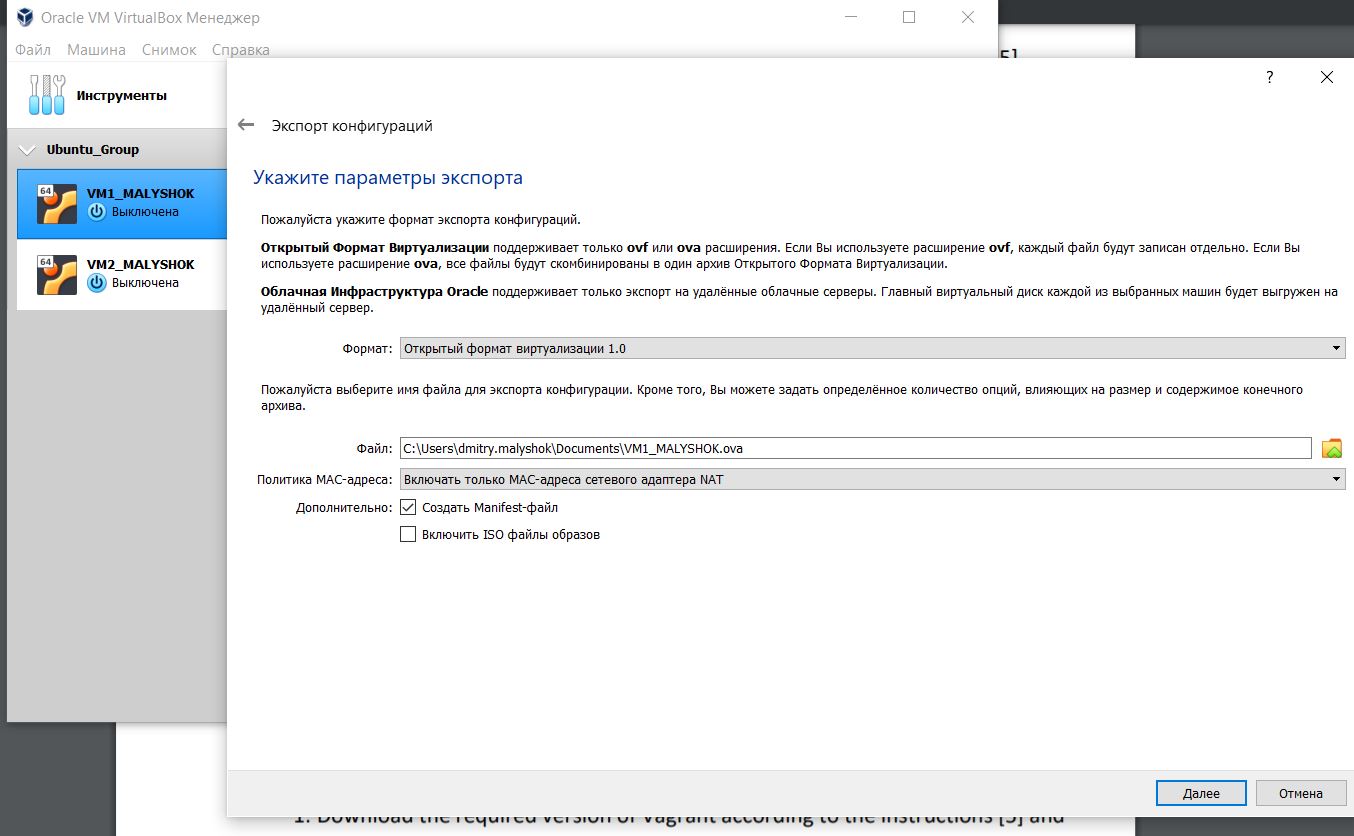 Oracle VM VirtualBox Менеджер
Файл Машина Снимок Справка
5]
?
Инструменты
Ubuntu_Group
64
VM1_MALYSHOK
Выключена
64
VM2_MALYSHOK
Выключена
Экспорт конфигураций
Укажите параметры экспорта
Пожалуйста укажите формат экспорта конфигураций.
Открытый Формат Виртуализации поддерживает только ovf или ova расширения. Если Вы используете расширение ovf, каждый файл будут записан отдельно. Если Вы
используете расширение ova, все файлы будут скомбинированы в один архив Открытого Формата Виртуализации.
Облачная Инфраструктура Oracle поддерживает только экспорт на удалённые облачные серверы. Главный виртуальный диск каждой из выбранных машин будет выгружен на
удалённый сервер.
Формат: Открытый формат виртуализации 1.0
Пожалуйста выберите имя файла для экспорта конфигурации. Кроме того, Вы можете задать определённое количество опций, влияющих на размер и содержимое конечного
архива.
Файл: C:\Users\dmitry.malyshok\Documents\VM1_MALYSHOK.ova
Политика MAC-адреса: Включать только MAC-адреса сетевого адаптера NAT
Дополнительно: Создать Manifest-файл
Включить ISO файлы образов
Далее Отмена
1. Download the required version of Vagrant according to the instructions [5] and